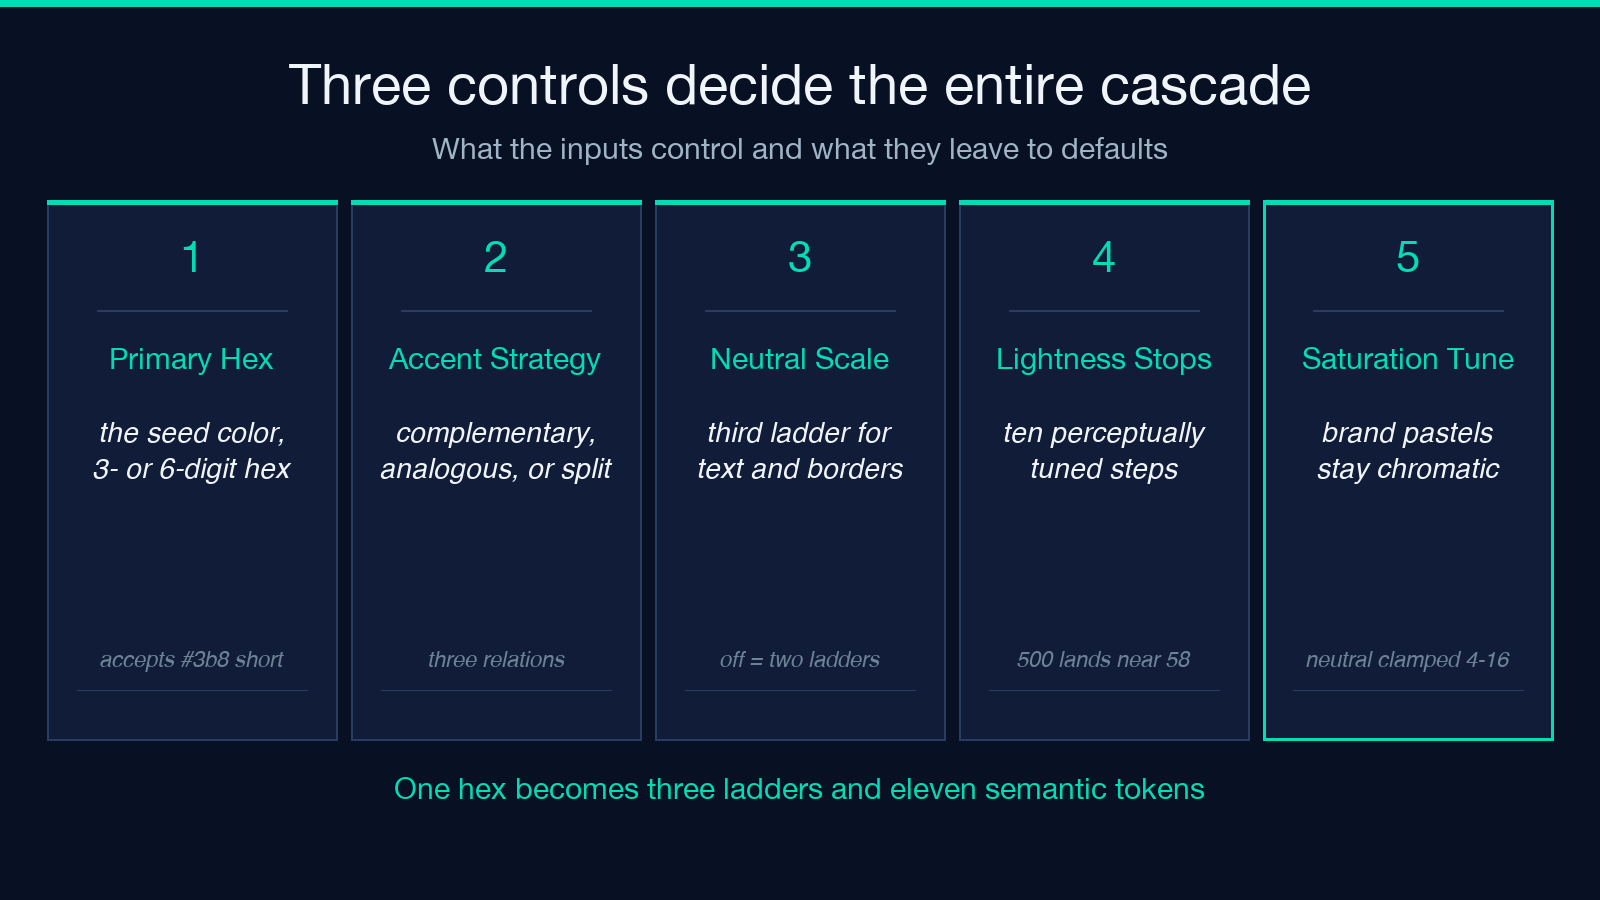 Three controls decide the entire cascade
What the inputs control and what they leave to defaults
1
Primary Hex
the seed color,
3- or 6-digit hex
accepts #3b8 short
2
Accent Strategy
complementary,
analogous, or split
three relations
3
Neutral Scale
third ladder for
text and borders
off = two ladders
4
Lightness Stops
ten perceptually
tuned steps
500 lands near 58
5
Saturation Tune
brand pastels
stay chromatic
neutral clamped 4-16
One hex becomes three ladders and eleven semantic tokens